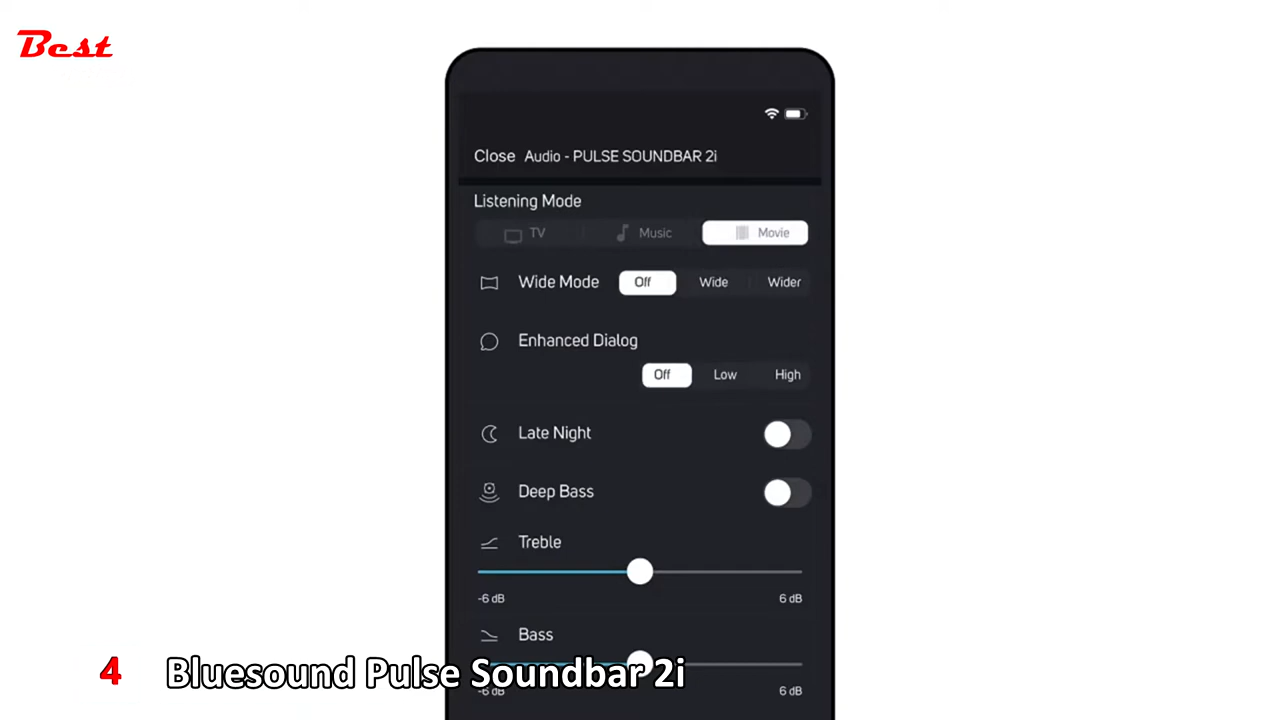 Best
Close Audio - PULSE SOUNDBAR 2i
Listening Mode
TV Music Movie
Wide Mode Off Wide Wider
Enhanced Dialog
Off Low High
Late Night
Deep Bass
Treble
-6 dB 6 dB
Bass
4 Bluesound Pulse Soundbar 2i
-6 dB 6 dB